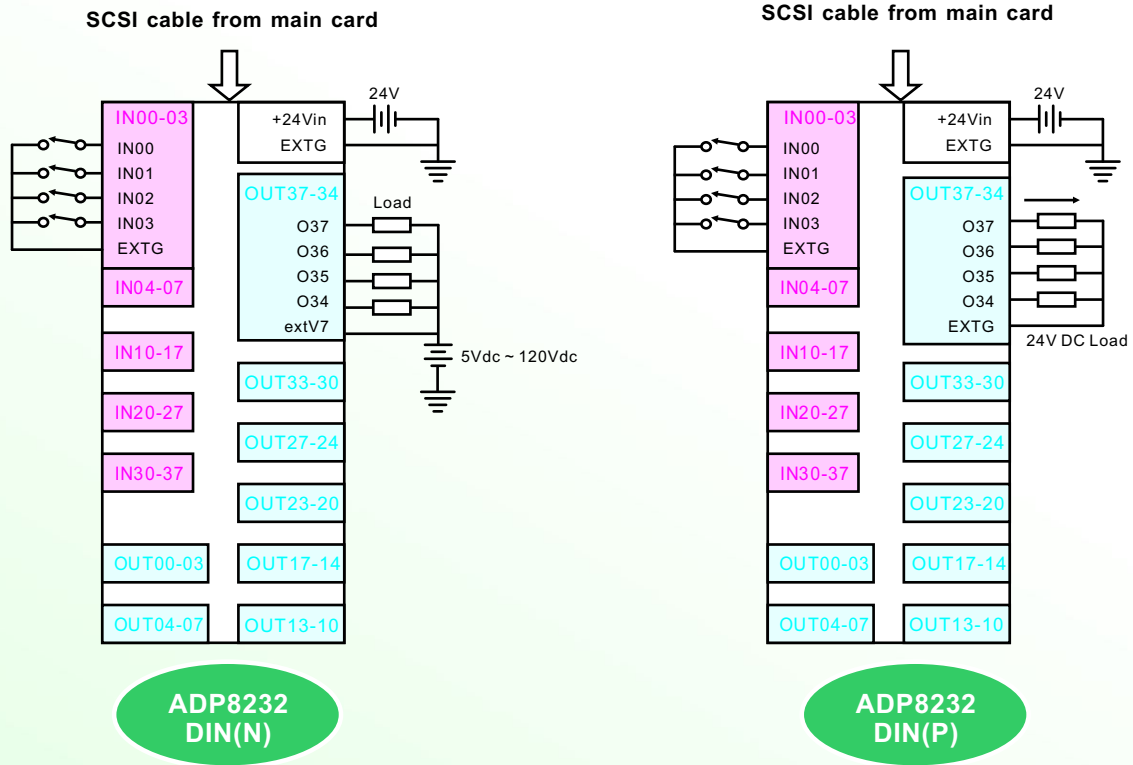 SCSI cable from main card
IN00-03
IN00
IN01
IN02
IN03
EXTG
IN04-07
IN10-17
IN20-27
IN30-37
OUT00-03
OUT04-07
24V
+24Vin
EXTG
OUT37-34
Load
O37
O36
O35
O34
extV7
5Vdc ~ 120Vdc
OUT33-30
OUT27-24
OUT23-20
OUT17-14
OUT13-10
ADP8232
DIN(N)
SCSI cable from main card
IN00-03
IN00
IN01
IN02
IN03
EXTG
IN04-07
IN10-17
IN20-27
IN30-37
OUT00-03
OUT04-07
24V
+24Vin
EXTG
OUT37-34
O37
O36
O35
O34
EXTG
24V DC Load
OUT33-30
OUT27-24
OUT23-20
OUT17-14
OUT13-10
ADP8232
DIN(P)